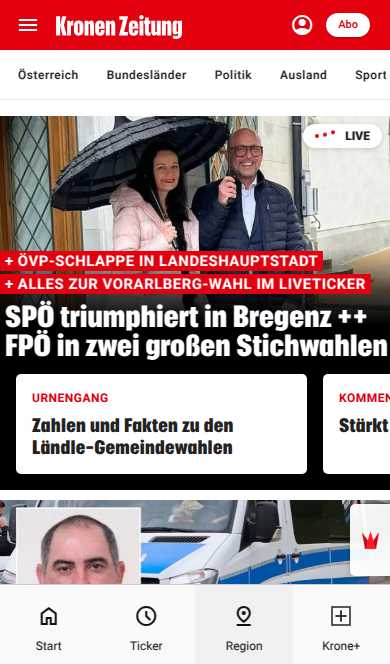 Kronen Zeitung
Abo
Österreich Bundesländer Politik Ausland Sport
LIVE
+ ÖVP-SCHLAPPE IN LANDESHAUPTSTADT
+ ALLES ZUR VORARLBERG-WAHL IM LIVETICKER
SPÖ triumphiert in Bregenz ++
FPÖ in zwei großen Stichwahlen
URNENGANG
Zahlen und Fakten zu den
Ländle-Gemeindewahlen
KOMMEN
Stärkt
Start Ticker Region Krone+